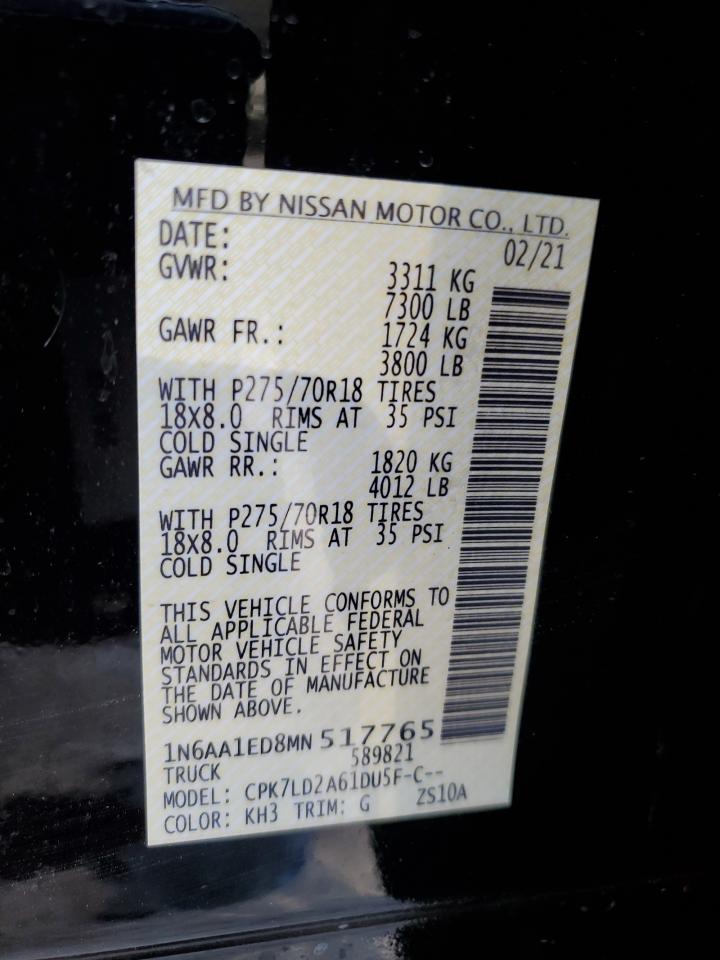 MFD BY NISSAN MOTOR CO., LTD.
DATE: 02/21
GVWR: 3311 KG
7300 LB
GAWR FR.: 1724 KG
3800 LB
WITH P275/70R18 TIRES
18X8.0 RIMS AT 35 PSI
COLD SINGLE
GAWR RR.: 1820 KG
4012 LB
WITH P275/70R18 TIRES
18X8.0 RIMS AT 35 PSI
COLD SINGLE
THIS VEHICLE CONFORMS TO
ALL APPLICABLE FEDERAL
MOTOR VEHICLE SAFETY
STANDARDS IN EFFECT ON
THE DATE OF MANUFACTURE
SHOWN ABOVE.
1N6AA1ED8MN 517765
TRUCK 589821
MODEL: CPK7LD2A61DU5F-C--
COLOR: KH3 TRIM: G ZS10A